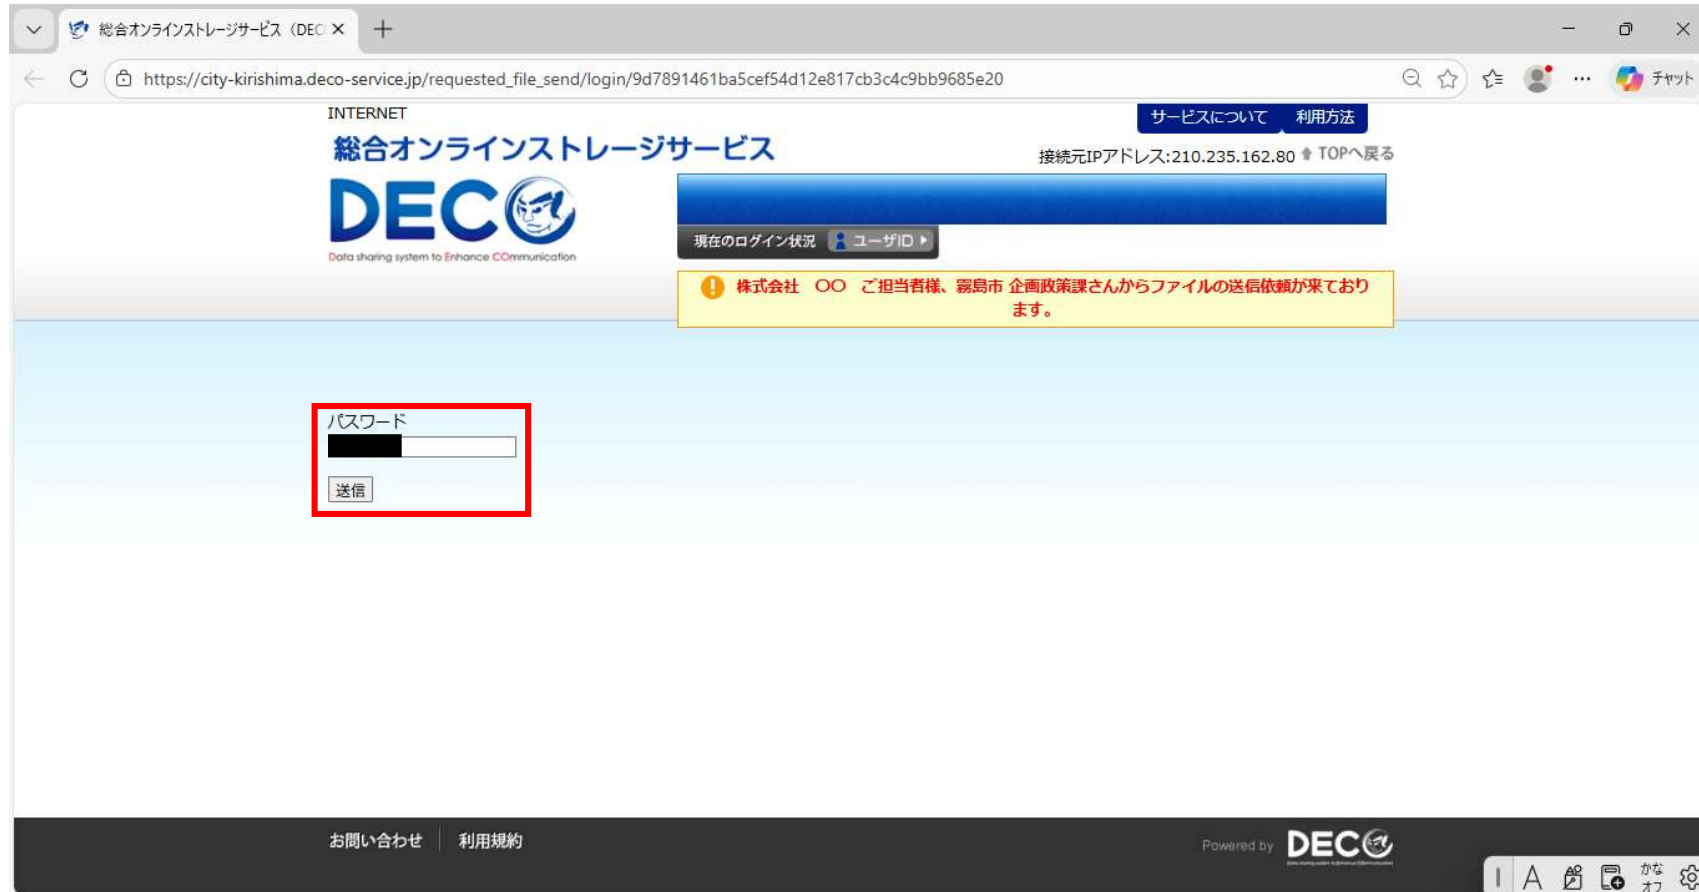 総合オンラインストレージサービス（DEC
https://city-kirishima.deco-service.jp/requested_file_send/login/9d7891461ba5cef54d12e817cb3c4c9bb9685e20
チャット
INTERNET
サービスについて 利用方法
総合オンラインストレージサービス
接続元IPアドレス:210.235.162.80 TOPへ戻る
DECO
Data sharing system to Enhance COmmunication
現在のログイン状況 ユーザID
株式会社　〇〇　ご担当者様、霧島市 企画政策課さんからファイルの送信依頼が来ており
ます。
パスワード
送信
お問い合わせ 利用規約
Powered by DECO
A かな
オフ